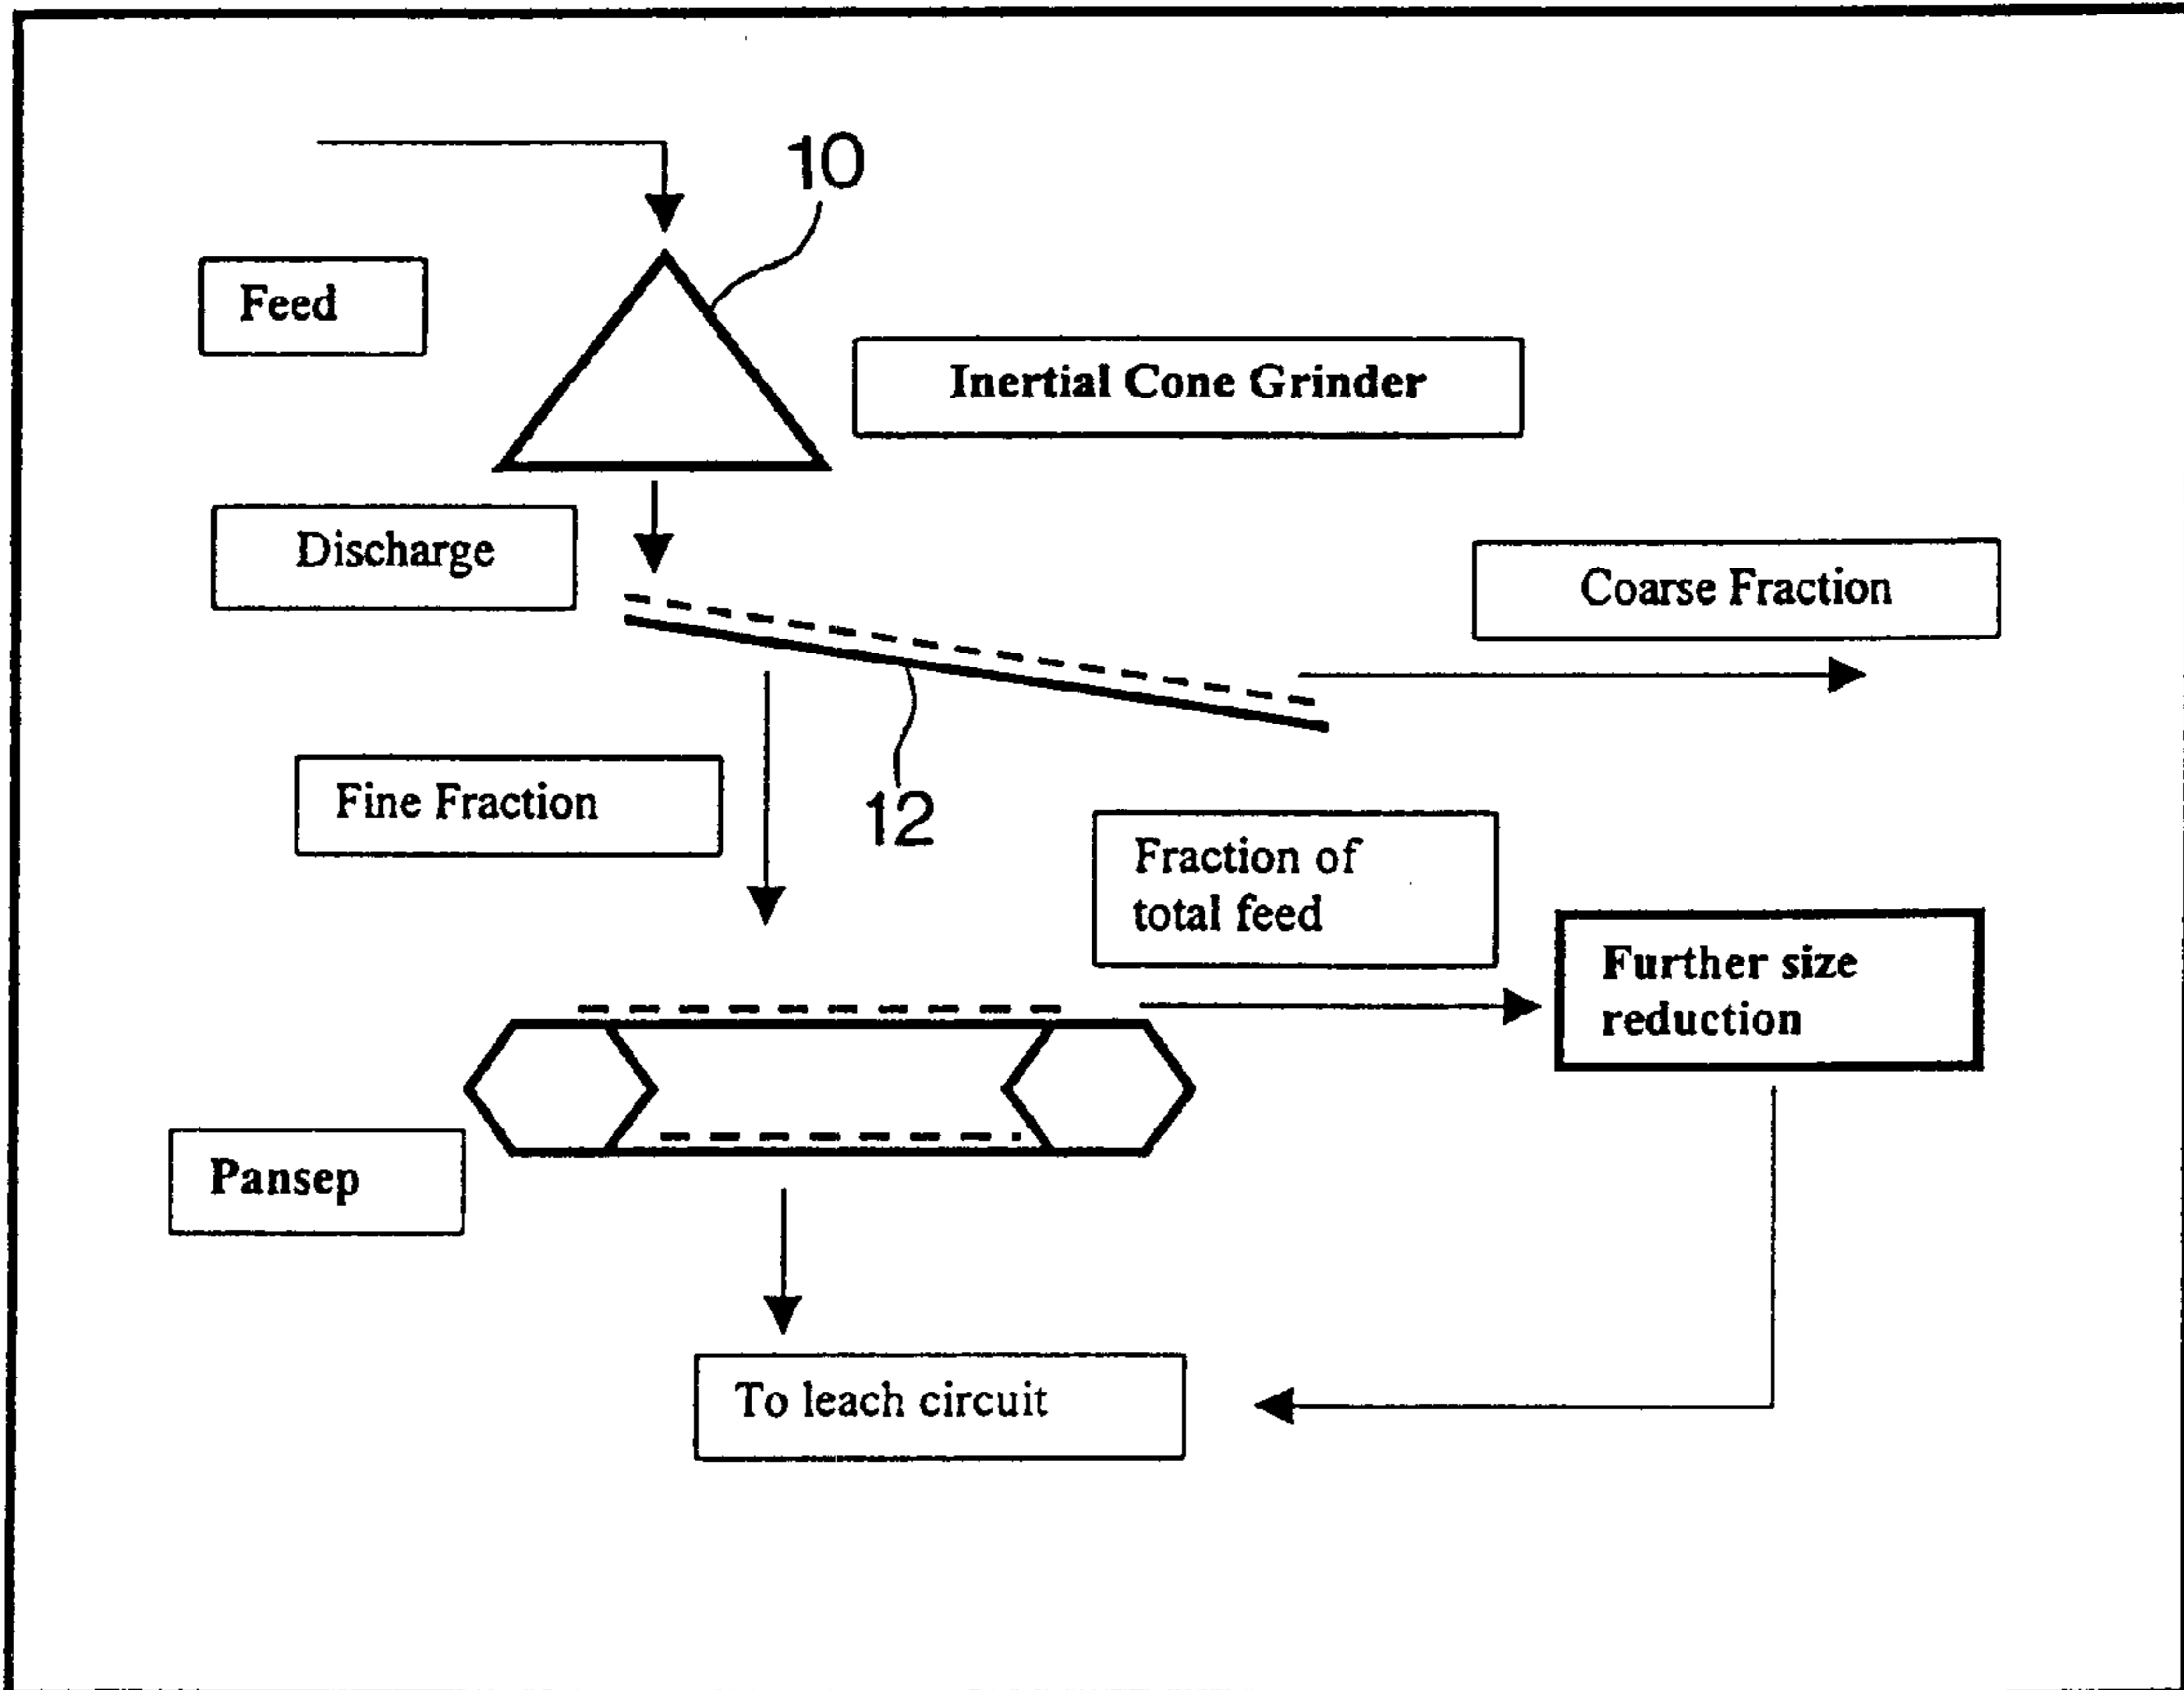 10
Feed
Inertial Cone Grinder
Discharge
Coarse Fraction
Fine Fraction
12
Fraction of
total feed
Further size
reduction
Pansep
To leach circuit